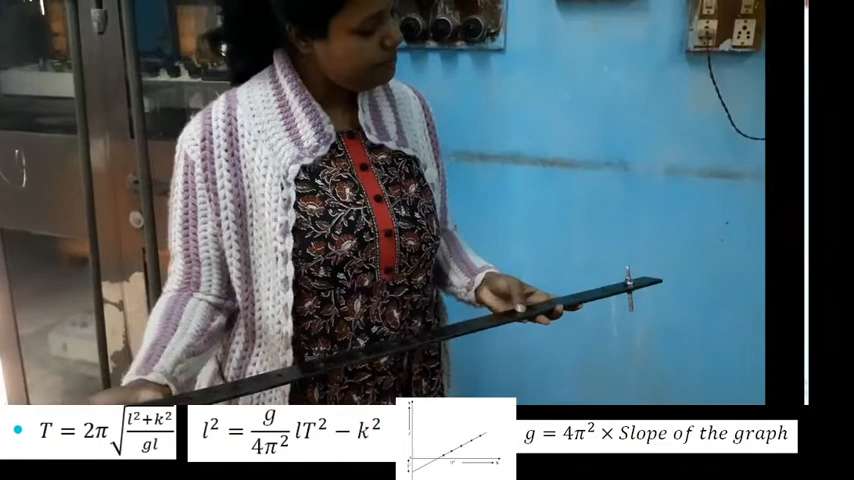 T = 2π√((l²+k²)/(gl))
l² = (g/(4π²)) lT² − k²
g = 4π² × Slope of the graph